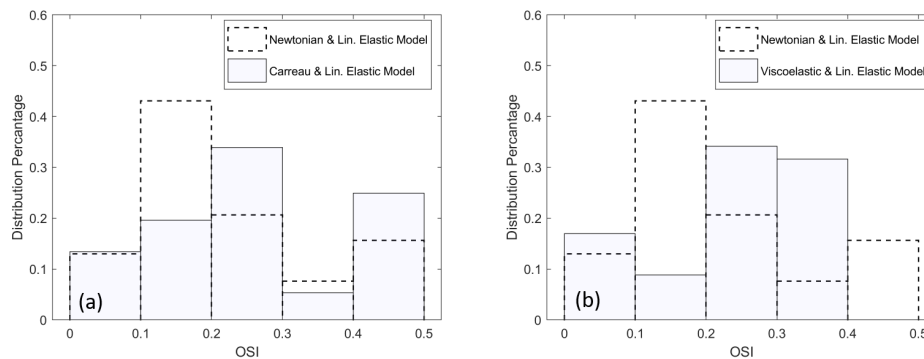 0.6
0.5
0.4
0.3
0.2
0.1
0
Distribution Percantage
Newtonian & Lin. Elastic Model
Carreau & Lin. Elastic Model
(a)
0 0.1 0.2 0.3 0.4 0.5
OSI
0.6
0.5
0.4
0.3
0.2
0.1
0
Distribution Percantage
Newtonian & Lin. Elastic Model
Viscoelastic & Lin. Elastic Model
(b)
0 0.1 0.2 0.3 0.4 0.5
OSI